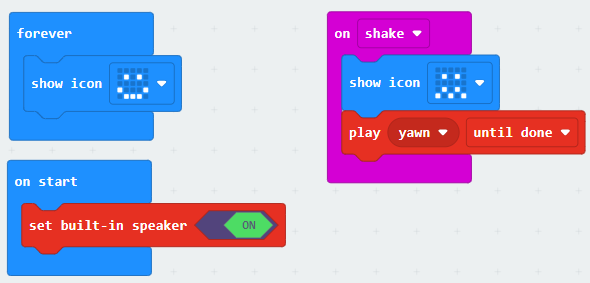 forever
show icon
on start
set built-in speaker ON
on shake
show icon
play yawn until done